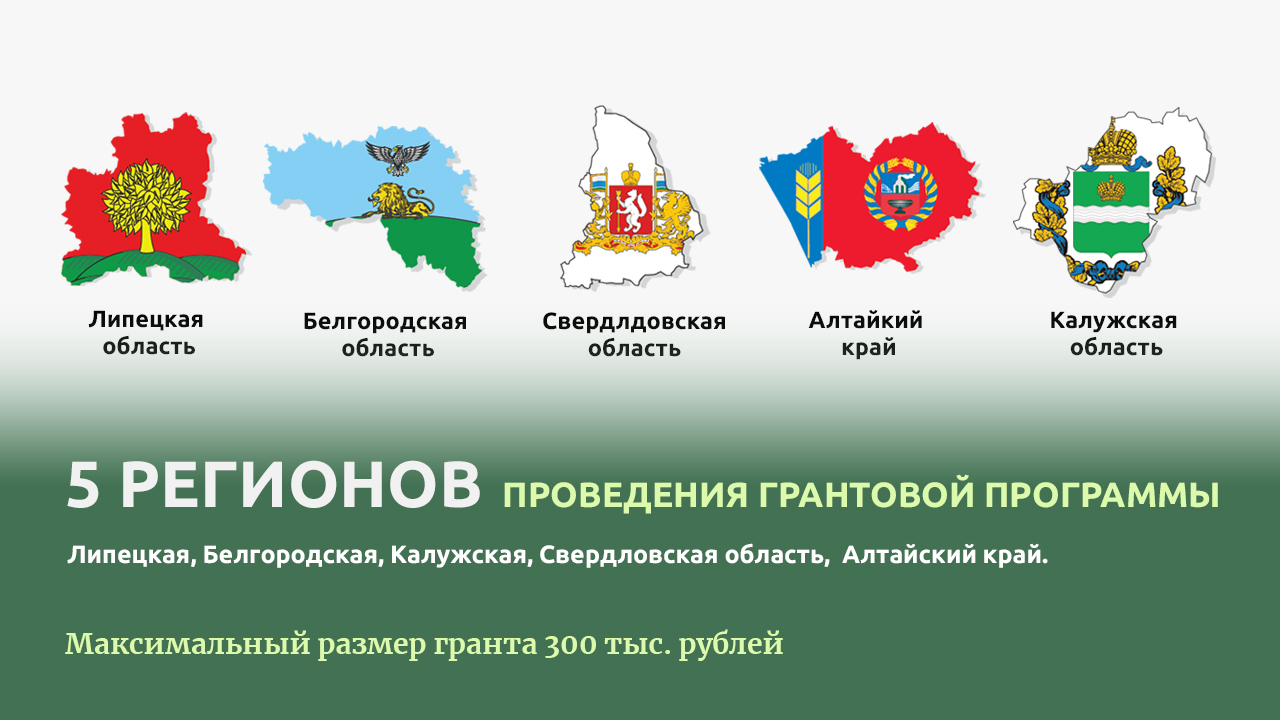 Липецкая
область
Белгородская
область
Свердлдовская
область
Алтайкий
край
Калужская
область
5 РЕГИОНОВ ПРОВЕДЕНИЯ ГРАНТОВОЙ ПРОГРАММЫ
Липецкая, Белгородская, Калужская, Свердловская область, Алтайский край.
Максимальный размер гранта 300 тыс. рублей